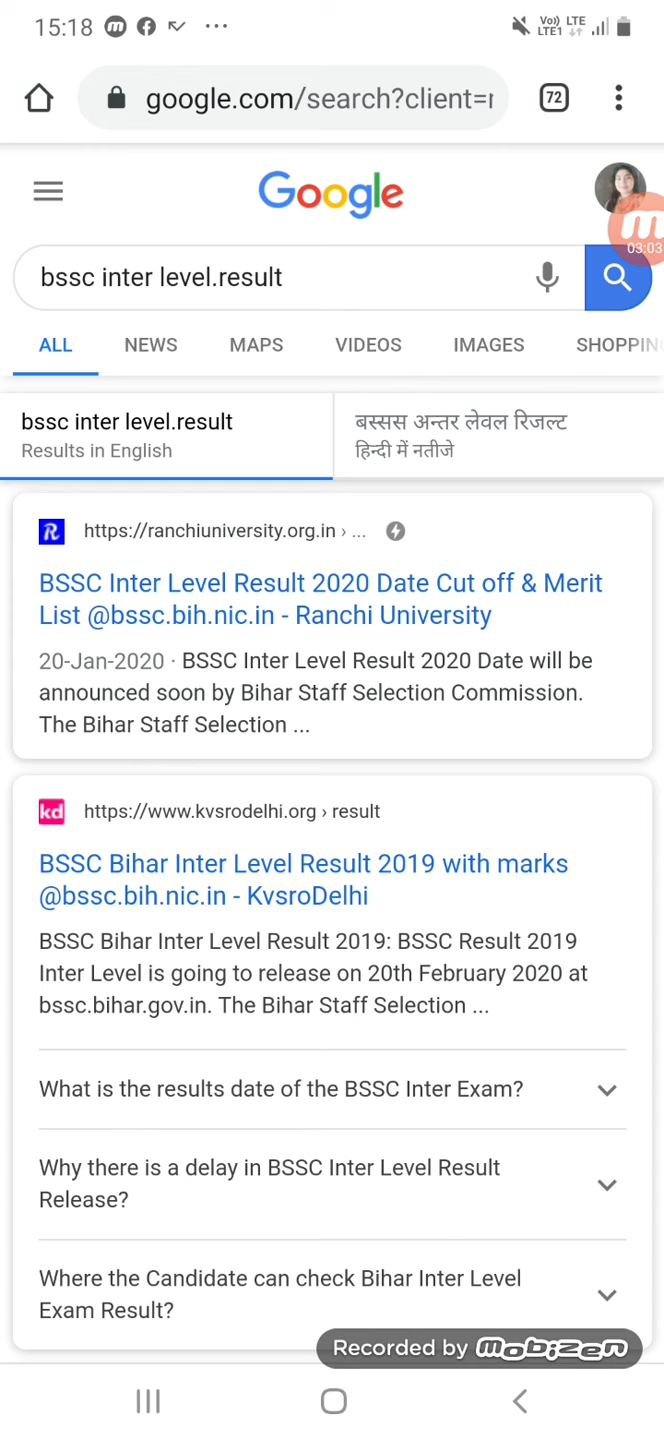 15:18
Vo)) LTE
LTE1
google.com/search?client=
72
Google
03:03
bssc inter level.result
ALL NEWS MAPS VIDEOS IMAGES SHOPPIN
bssc inter level.result
Results in English
बस्सस अन्तर लेवल रिजल्ट
हिन्दी में नतीजे
https://ranchiuniversity.org.in › ...
BSSC Inter Level Result 2020 Date Cut off & Merit
List @bssc.bih.nic.in - Ranchi University
20-Jan-2020 · BSSC Inter Level Result 2020 Date will be
announced soon by Bihar Staff Selection Commission.
The Bihar Staff Selection ...
kd https://www.kvsrodelhi.org › result
BSSC Bihar Inter Level Result 2019 with marks
@bssc.bih.nic.in - KvsroDelhi
BSSC Bihar Inter Level Result 2019: BSSC Result 2019
Inter Level is going to release on 20th February 2020 at
bssc.bihar.gov.in. The Bihar Staff Selection ...
What is the results date of the BSSC Inter Exam?
Why there is a delay in BSSC Inter Level Result
Release?
Where the Candidate can check Bihar Inter Level
Exam Result?
Recorded by mobizen